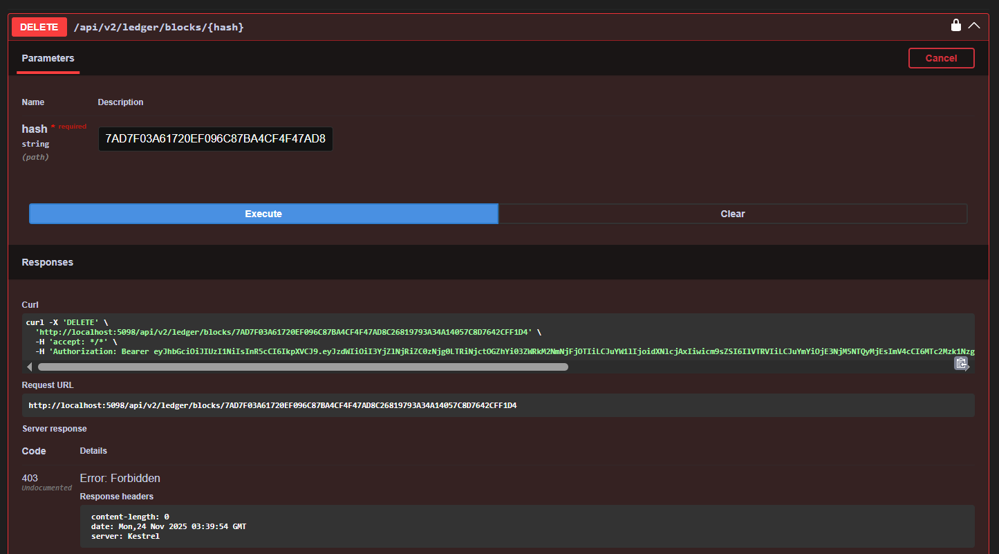 DELETE /api/v2/ledger/blocks/{hash}
Parameters
Cancel
Name Description
hash * required
string
(path)
7AD7F03A61720EF096C87BA4CF4F47AD8
Execute
Clear
Responses
Curl
curl -X 'DELETE' \
'http://localhost:5098/api/v2/ledger/blocks/7AD7F03A61720EF096C87BA4CF4F47AD8C26819793A34A14057C8D7642CFF1D4' \
-H 'accept: */*' \
-H 'Authorization: Bearer
Request URL
http://localhost:5098/api/v2/ledger/blocks/7AD7F03A61720EF096C87BA4CF4F47AD8C26819793A34A14057C8D7642CFF1D4
Server response
Code Details
403
Undocumented
Error: Forbidden
Response headers
content-length: 0
date: Mon,24 Nov 2025 03:39:54 GMT
server: Kestrel